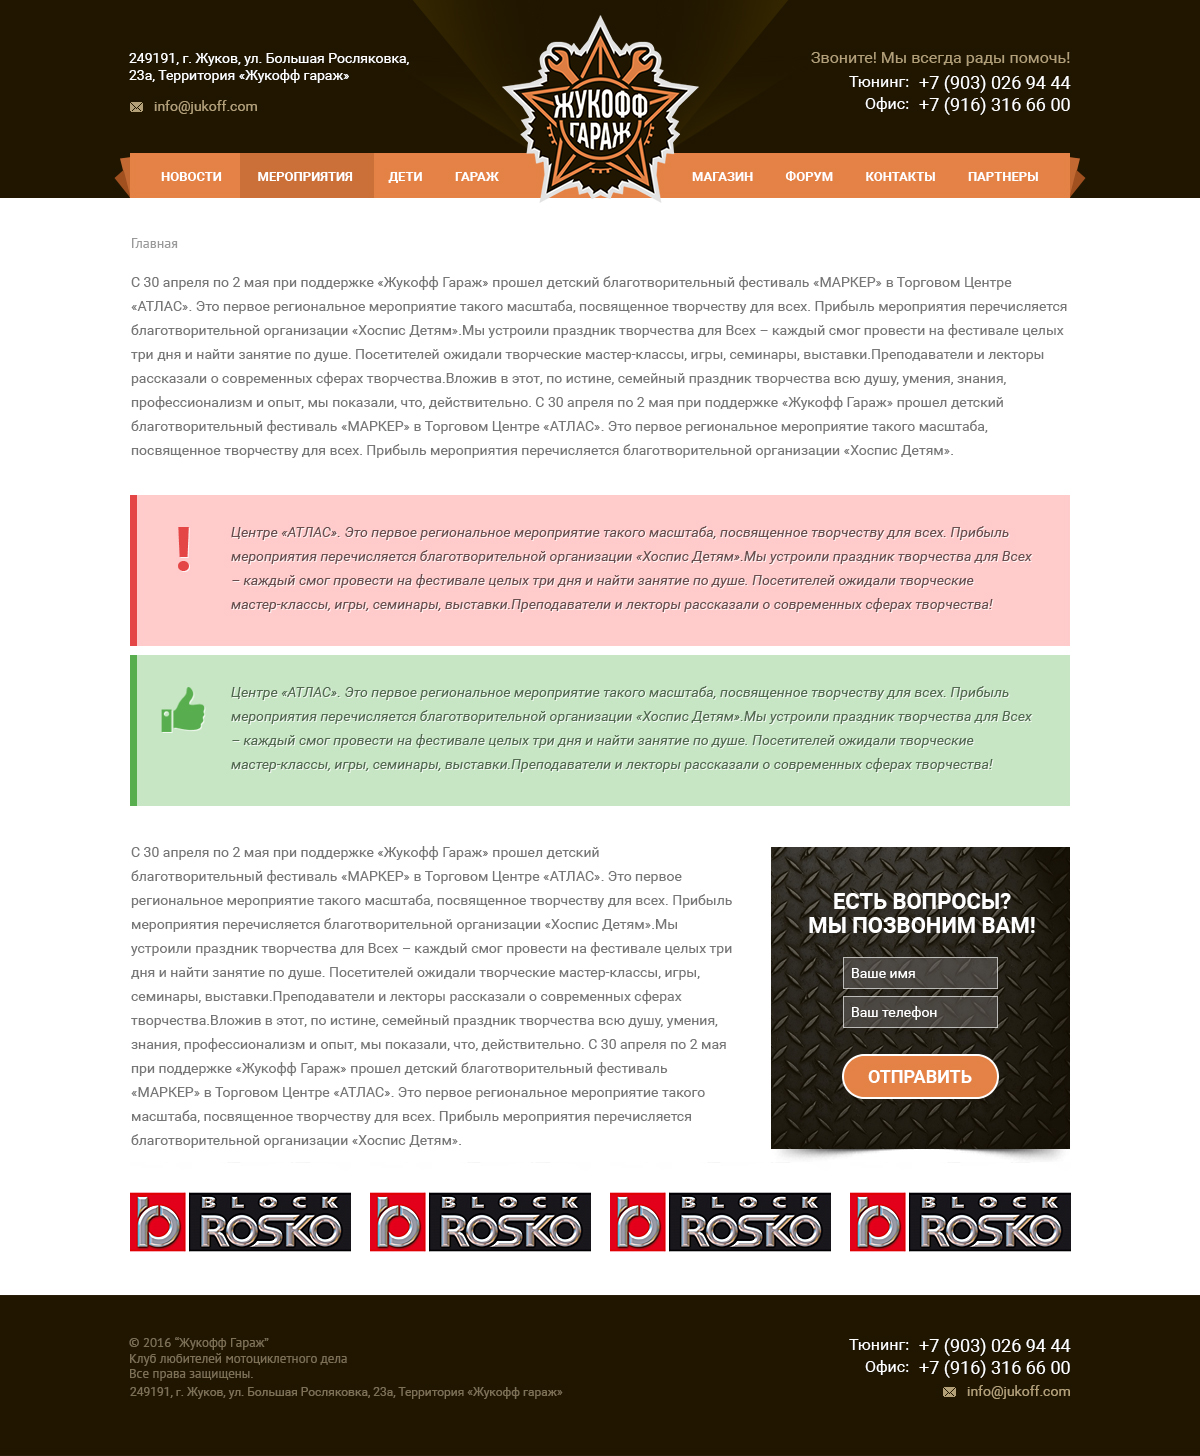 249191, г. Жуков, ул. Большая Росляковка,
23а, Территория «Жукофф гараж»
info@jukoff.com
ЖУКОФФ
ГАРАЖ
Звоните! Мы всегда рады помочь!
Тюнинг: +7 (903) 026 94 44
Офис: +7 (916) 316 66 00
НОВОСТИ МЕРОПРИЯТИЯ ДЕТИ ГАРАЖ МАГАЗИН ФОРУМ КОНТАКТЫ ПАРТНЕРЫ
Главная
С 30 апреля по 2 мая при поддержке «Жукофф Гараж» прошел детский благотворительный фестиваль «МАРКЕР» в Торговом Центре
«АТЛАС». Это первое региональное мероприятие такого масштаба, посвященное творчеству для всех. Прибыль мероприятия перечисляется
благотворительной организации «Хоспис Детям».Мы устроили праздник творчества для Всех – каждый смог провести на фестивале целых
три дня и найти занятие по душе. Посетителей ожидали творческие мастер-классы, игры, семинары, выставки.Преподаватели и лекторы
рассказали о современных сферах творчества.Вложив в этот, по истине, семейный праздник творчества всю душу, умения, знания,
профессионализм и опыт, мы показали, что, действительно. С 30 апреля по 2 мая при поддержке «Жукофф Гараж» прошел детский
благотворительный фестиваль «МАРКЕР» в Торговом Центре «АТЛАС». Это первое региональное мероприятие такого масштаба,
посвященное творчеству для всех. Прибыль мероприятия перечисляется благотворительной организации «Хоспис Детям».
Центре «АТЛАС». Это первое региональное мероприятие такого масштаба, посвященное творчеству для всех. Прибыль
мероприятия перечисляется благотворительной организации «Хоспис Детям».Мы устроили праздник творчества для Всех
– каждый смог провести на фестивале целых три дня и найти занятие по душе. Посетителей ожидали творческие
мастер-классы, игры, семинары, выставки.Преподаватели и лекторы рассказали о современных сферах творчества!
Центре «АТЛАС». Это первое региональное мероприятие такого масштаба, посвященное творчеству для всех. Прибыль
мероприятия перечисляется благотворительной организации «Хоспис Детям».Мы устроили праздник творчества для Всех
– каждый смог провести на фестивале целых три дня и найти занятие по душе. Посетителей ожидали творческие
мастер-классы, игры, семинары, выставки.Преподаватели и лекторы рассказали о современных сферах творчества!
С 30 апреля по 2 мая при поддержке «Жукофф Гараж» прошел детский
благотворительный фестиваль «МАРКЕР» в Торговом Центре «АТЛАС». Это первое
региональное мероприятие такого масштаба, посвященное творчеству для всех. Прибыль
мероприятия перечисляется благотворительной организации «Хоспис Детям».Мы
устроили праздник творчества для Всех – каждый смог провести на фестивале целых три
дня и найти занятие по душе. Посетителей ожидали творческие мастер-классы, игры,
семинары, выставки.Преподаватели и лекторы рассказали о современных сферах
творчества.Вложив в этот, по истине, семейный праздник творчества всю душу, умения,
знания, профессионализм и опыт, мы показали, что, действительно. С 30 апреля по 2 мая
при поддержке «Жукофф Гараж» прошел детский благотворительный фестиваль
«МАРКЕР» в Торговом Центре «АТЛАС». Это первое региональное мероприятие такого
масштаба, посвященное творчеству для всех. Прибыль мероприятия перечисляется
благотворительной организации «Хоспис Детям».
ЕСТЬ ВОПРОСЫ?
МЫ ПОЗВОНИМ ВАМ!
Ваше имя
Ваш телефон
ОТПРАВИТЬ
BLOCK
ROSKO
BLOCK
ROSKO
BLOCK
ROSKO
BLOCK
ROSKO
© 2016 “Жукофф Гараж”
Клуб любителей мотоциклетного дела
Все права защищены.
249191, г. Жуков, ул. Большая Росляковка, 23а, Территория «Жукофф гараж»
Тюнинг: +7 (903) 026 94 44
Офис: +7 (916) 316 66 00
info@jukoff.com